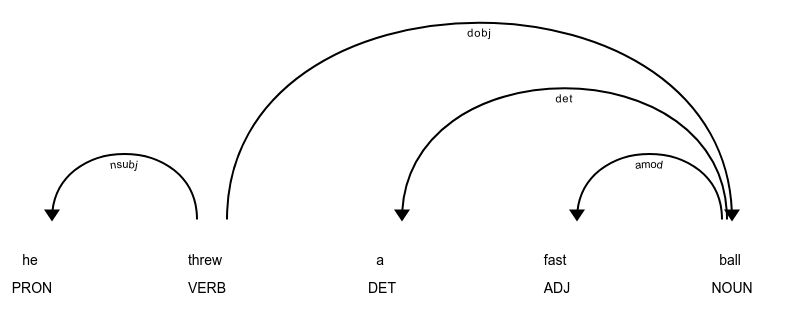 dobj
det
nsubj amod
he threw a fast ball
PRON VERB DET ADJ NOUN